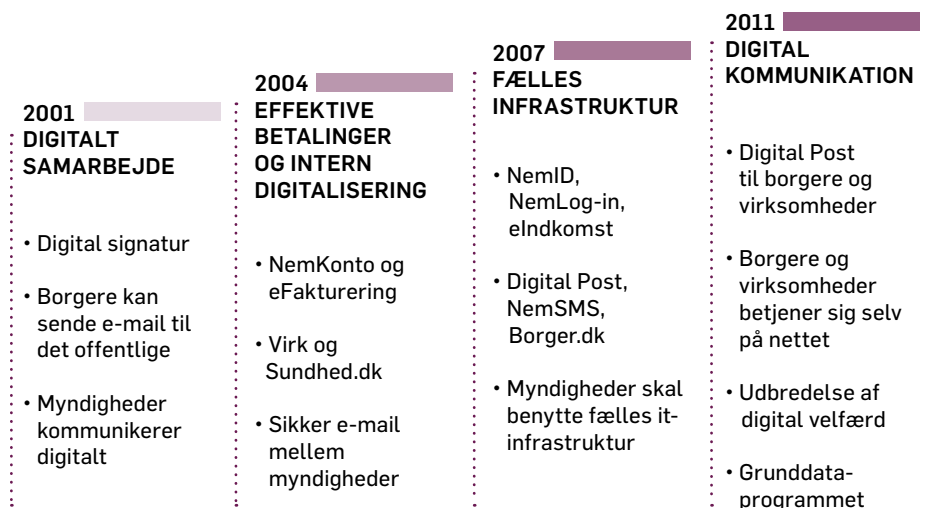 2001
DIGITALT
SAMARBEJDE
• Digital signatur
• Borgere kan
sende e-mail til
det offentlige
• Myndigheder
kommunikerer
digitalt
2004
EFFEKTIVE
BETALINGER
OG INTERN
DIGITALISERING
• NemKonto og
eFakturering
• Virk og
Sundhed.dk
• Sikker e-mail
mellem
myndigheder
2007
FÆLLES
INFRASTRUKTUR
• NemID,
NemLog-in,
eIndkomst
• Digital Post,
NemSMS,
Borger.dk
• Myndigheder skal
benytte fælles it-
infrastruktur
2011
DIGITAL
KOMMUNIKATION
• Digital Post
til borgere og
virksomheder
• Borgere og
virksomheder
betjener sig selv
på nettet
• Udbredelse af
digital velfærd
• Grunddata-
programmet